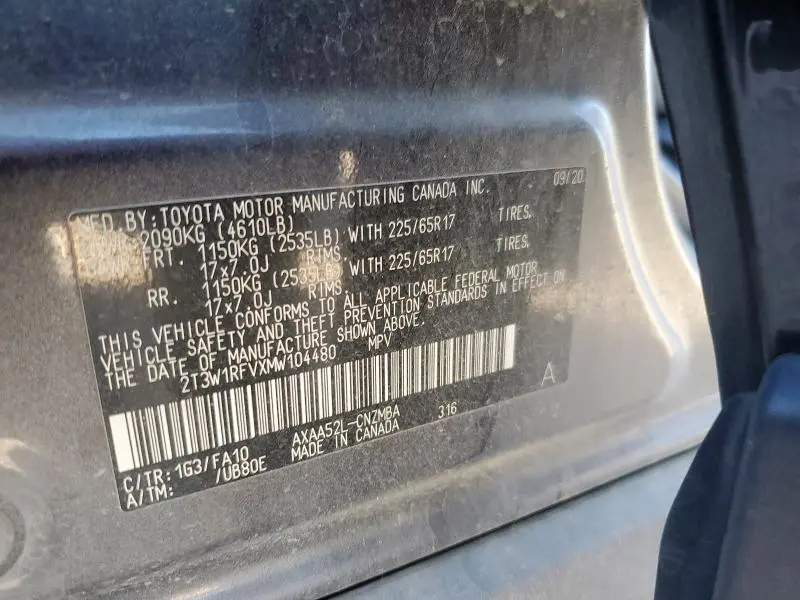 MFD.BY:TOYOTA MOTOR MANUFACTURING CANADA INC. 09/20
2090KG (4610LB)
FRT. 1150KG (2535LB) WITH 225/65R17 TIRES,
17x7.0J RIMS,
RR. 1150KG (2535LB) WITH 225/65R17 TIRES,
17x7.0J RIMS,
THIS VEHICLE CONFORMS TO ALL APPLICABLE FEDERAL MOTOR
VEHICLE SAFETY AND THEFT PREVENTION STANDARDS IN EFFECT ON
THE DATE OF MANUFACTURE SHOWN ABOVE.
2T3W1RFVXMW104480 MPV
A
C/TR: 1G3/FA10 AXAA52L-CNZMBA 316
A/TM: /UB80E MADE IN CANADA